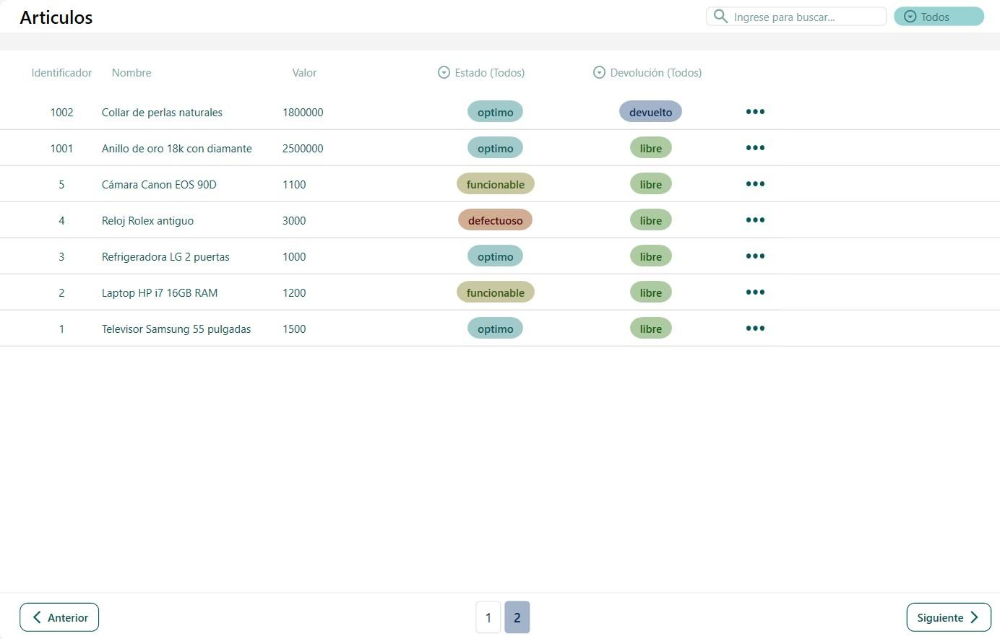 Articulos
Ingrese para buscar... Todos
Identificador Nombre Valor Estado (Todos) Devolución (Todos)
1002 Collar de perlas naturales 1800000 optimo devuelto
1001 Anillo de oro 18k con diamante 2500000 optimo libre
5 Cámara Canon EOS 90D 1100 funcionable libre
4 Reloj Rolex antiguo 3000 defectuoso libre
3 Refrigeradora LG 2 puertas 1000 optimo libre
2 Laptop HP i7 16GB RAM 1200 funcionable libre
1 Televisor Samsung 55 pulgadas 1500 optimo libre
Anterior 1 2 Siguiente